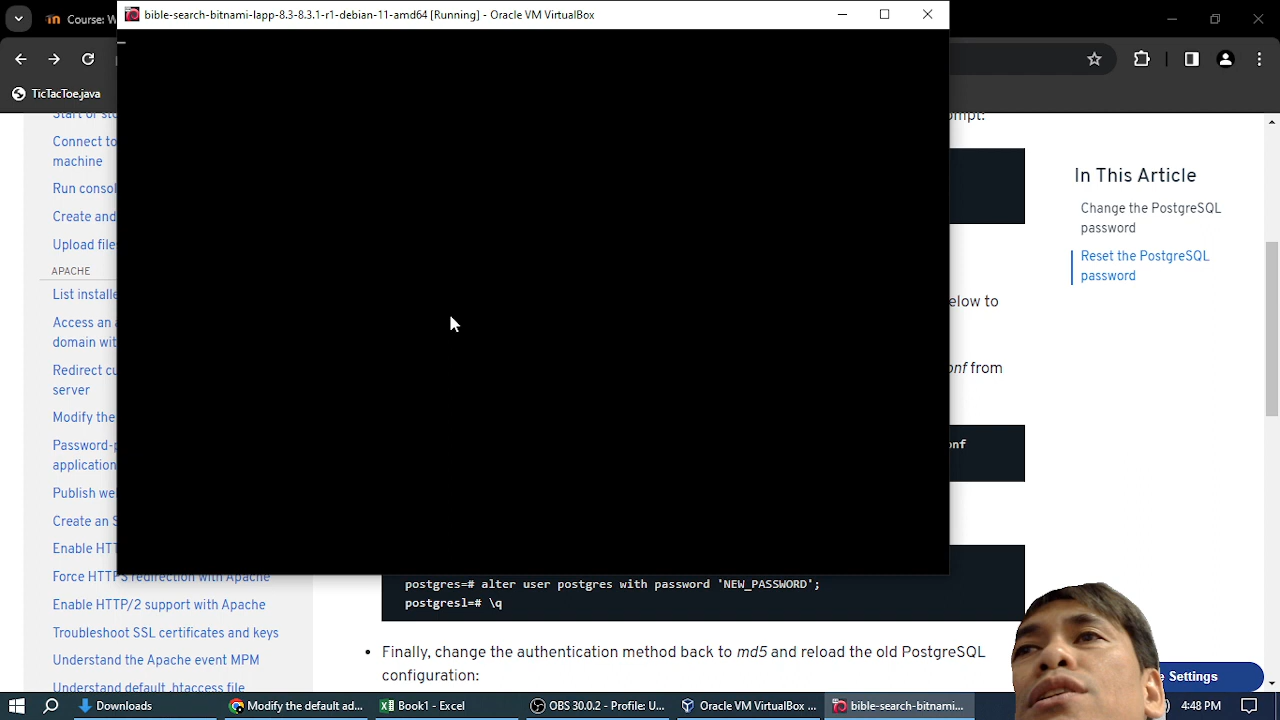 bible-search-bitnami-lapp-8.3-8.3.1-r1-debian-11-amd64 [Running] - Oracle VM VirtualBox
Course: W
TicTacToe.java
Start or sto
Connect to
machine
Run consol
Create and
Upload files
APACHE
List installe
Access an a
domain wit
Redirect cu
server
Modify the
Password-p
application
Publish we
Create an S
Enable HTT
Force HTTPS redirection with Apache
Enable HTTP/2 support with Apache
Troubleshoot SSL certificates and keys
Understand the Apache event MPM
Understand default .htaccess file
ompt:
elow to
onf from
onf
postgres=# alter user postgres with password 'NEW_PASSWORD';
postgresl=# \q
• Finally, change the authentication method back to md5 and reload the old PostgreSQL
configuration:
In This Article
Change the PostgreSQL
password
Reset the PostgreSQL
password
Settings
Downloads
Modify the default ad...
Book1 - Excel
OBS 30.0.2 - Profile: U...
Oracle VM VirtualBox ...
bible-search-bitnami...
4:48 PM